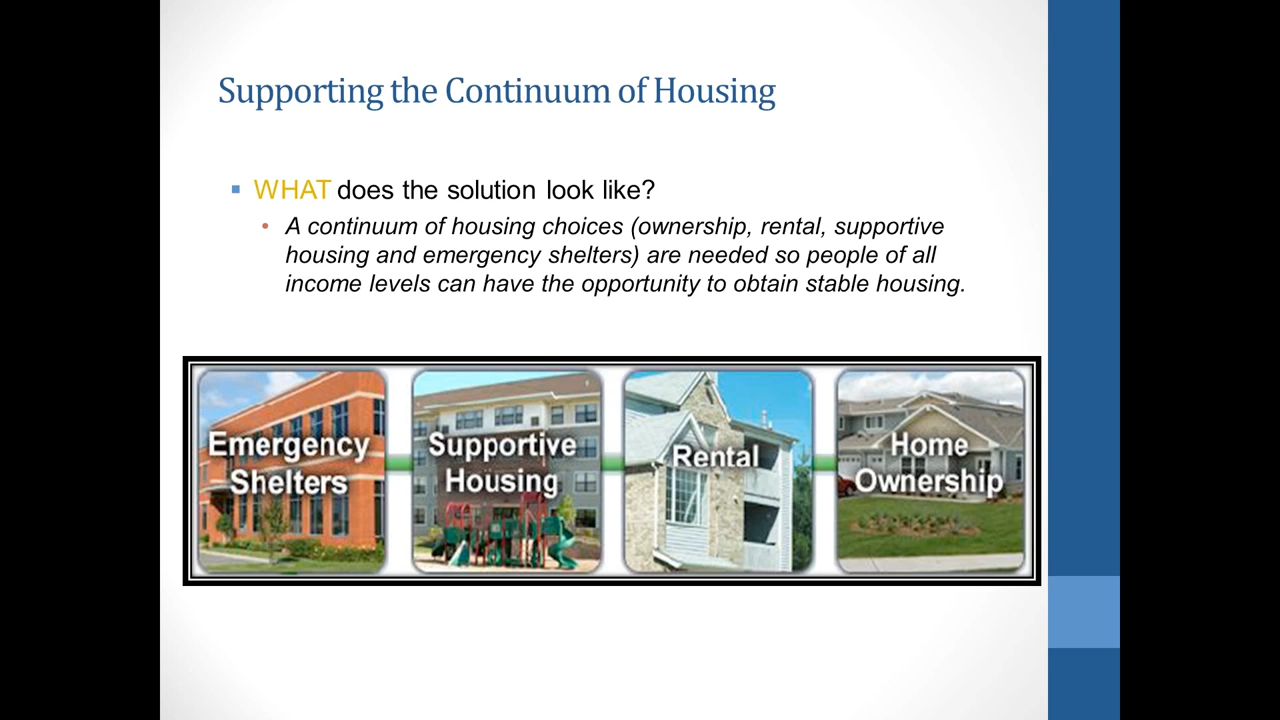 Supporting the Continuum of Housing
WHAT does the solution look like?
A continuum of housing choices (ownership, rental, supportive
housing and emergency shelters) are needed so people of all
income levels can have the opportunity to obtain stable housing.
Emergency
Shelters
Supportive
Housing
Rental
Home
Ownership